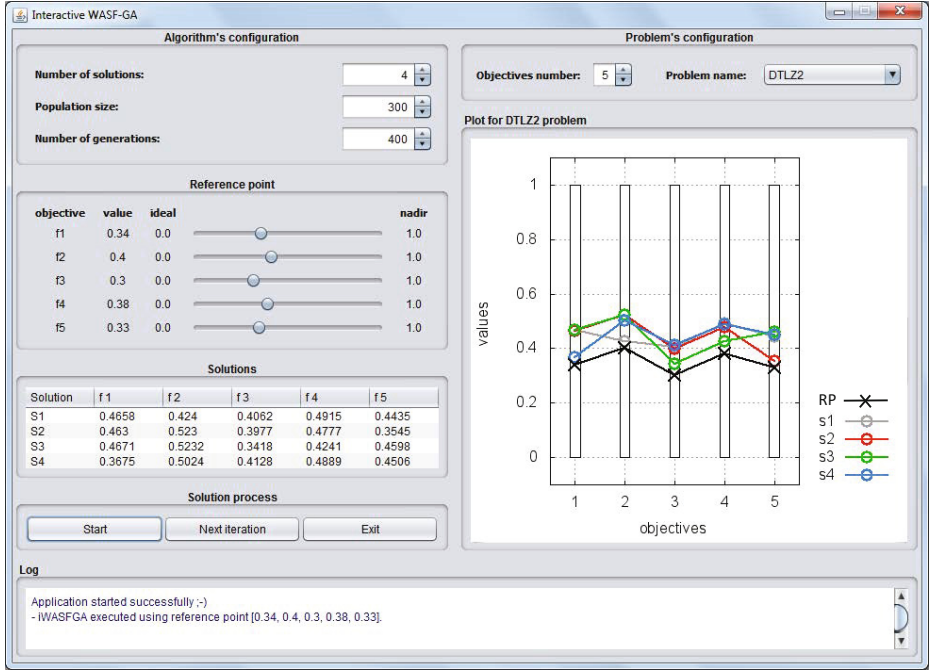 Interactive WASF-GA
Algorithm's configuration
Number of solutions: 4
Population size: 300
Number of generations: 400
Problem's configuration
Objectives number: 5 Problem name: DTLZ2
Reference point
objective value ideal nadir
f1 0.34 0.0 1.0
f2 0.4 0.0 1.0
f3 0.3 0.0 1.0
f4 0.38 0.0 1.0
f5 0.33 0.0 1.0
Solutions
Solution f 1 f 2 f 3 f 4 f 5
S1 0.4658 0.424 0.4062 0.4915 0.4435
S2 0.463 0.523 0.3977 0.4777 0.3545
S3 0.4671 0.5232 0.3418 0.4241 0.4598
S4 0.3675 0.5024 0.4128 0.4889 0.4506
Solution process
Start Next iteration Exit
Plot for DTLZ2 problem
1
0.8
0.6
0.4
0.2
0
values
1 2 3 4 5
objectives
RP
s1
s2
s3
s4
Log
Application started successfully ;-)
- iWASFGA executed using reference point [0.34, 0.4, 0.3, 0.38, 0.33].